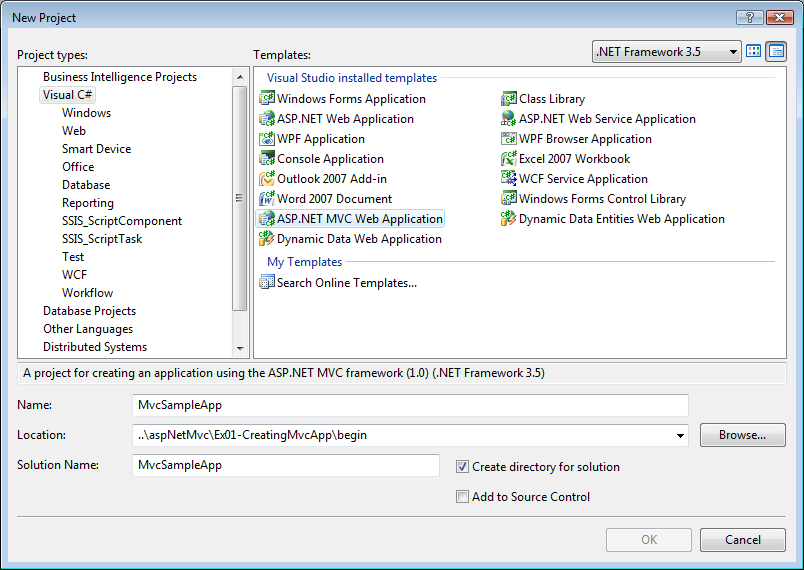 New Project
Project types:
Templates:
.NET Framework 3.5
Business Intelligence Projects
Visual C#
Windows
Web
Smart Device
Office
Database
Reporting
SSIS_ScriptComponent
SSIS_ScriptTask
Test
WCF
Workflow
Database Projects
Other Languages
Distributed Systems
Visual Studio installed templates
Windows Forms Application
Class Library
ASP.NET Web Application
ASP.NET Web Service Application
WPF Application
WPF Browser Application
Console Application
Excel 2007 Workbook
Outlook 2007 Add-in
WCF Service Application
Word 2007 Document
Windows Forms Control Library
ASP.NET MVC Web Application
Dynamic Data Entities Web Application
Dynamic Data Web Application
My Templates
Search Online Templates...
A project for creating an application using the ASP.NET MVC framework (1.0) (.NET Framework 3.5)
Name:
MvcSampleApp
Location:
..\aspNetMvc\Ex01-CreatingMvcApp\begin
Browse...
Solution Name:
MvcSampleApp
Create directory for solution
Add to Source Control
OK
Cancel